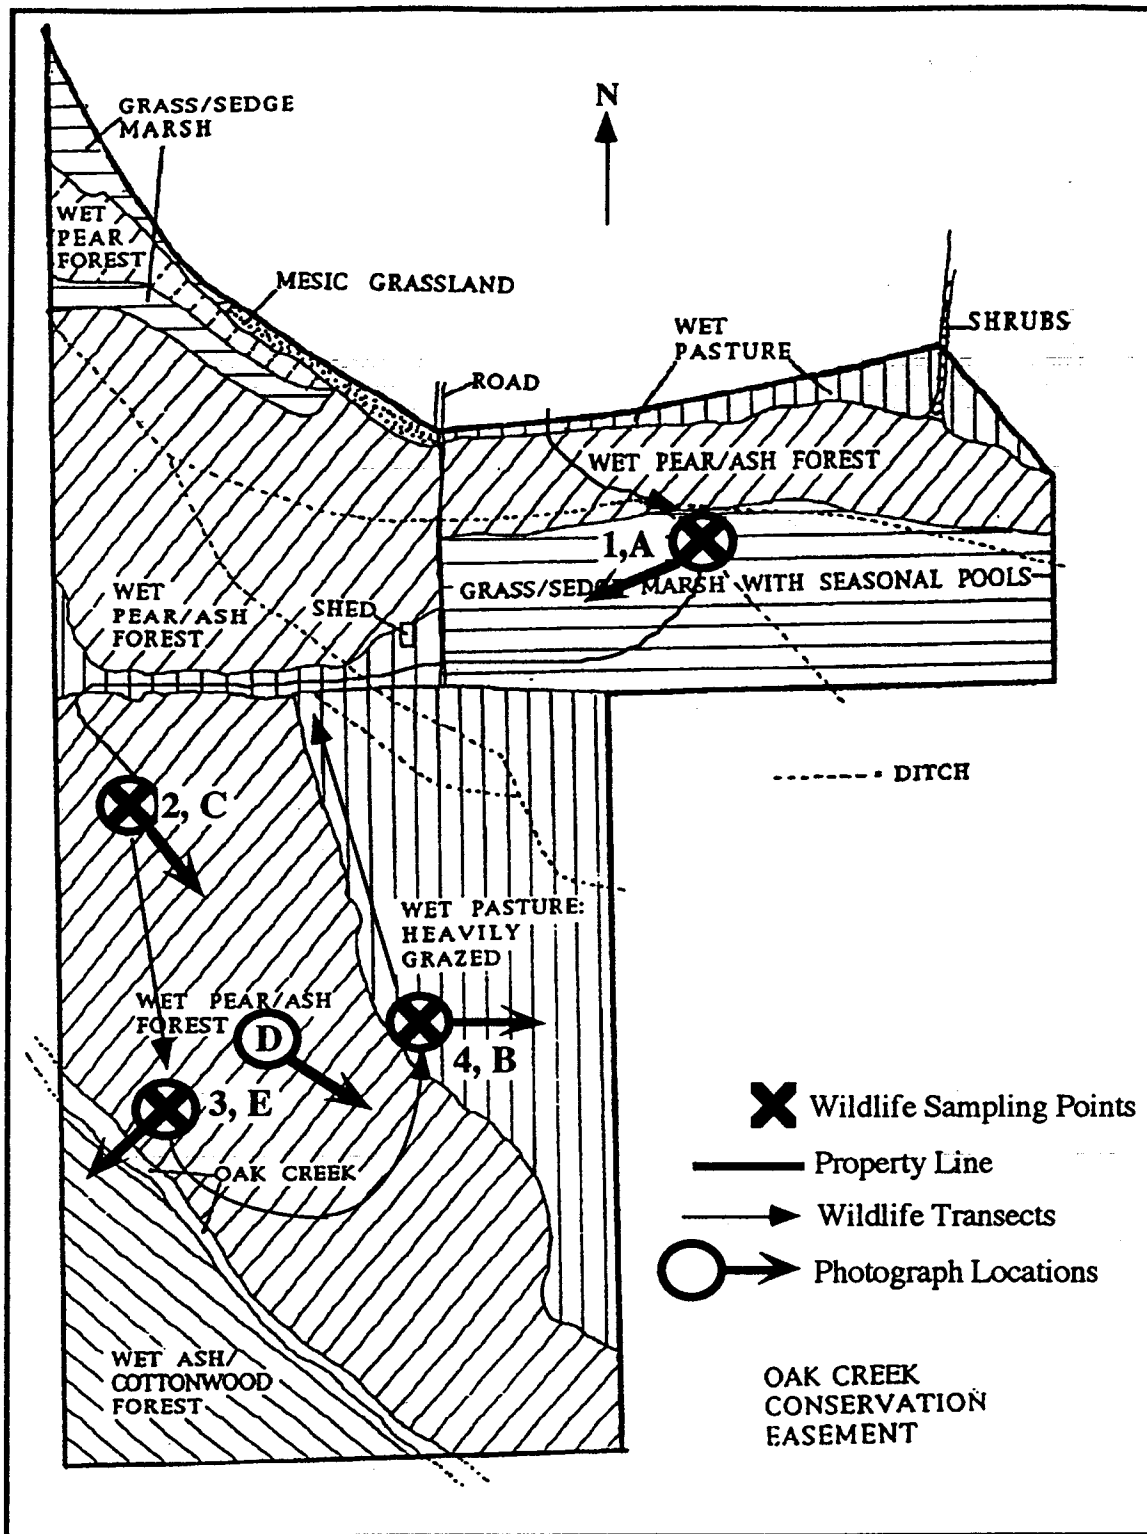 GRASS/SEDGE
MARSH
N
WET
PEAR
FOREST
MESIC GRASSLAND
WET
PASTURE
SHRUBS
ROAD
WET PEAR/ASH FOREST
1,A
GRASS/SEDGE MARSH WITH SEASONAL POOLS
WET
PEAR/ASH
FOREST
SHED
DITCH
2, C
WET PASTURE:
HEAVILY
GRAZED
WET PEAR/ASH
FOREST
D
4, B
3, E
OAK CREEK
Wildlife Sampling Points
Property Line
Wildlife Transects
Photograph Locations
WET ASH/
COTTONWOOD
FOREST
OAK CREEK
CONSERVATION
EASEMENT